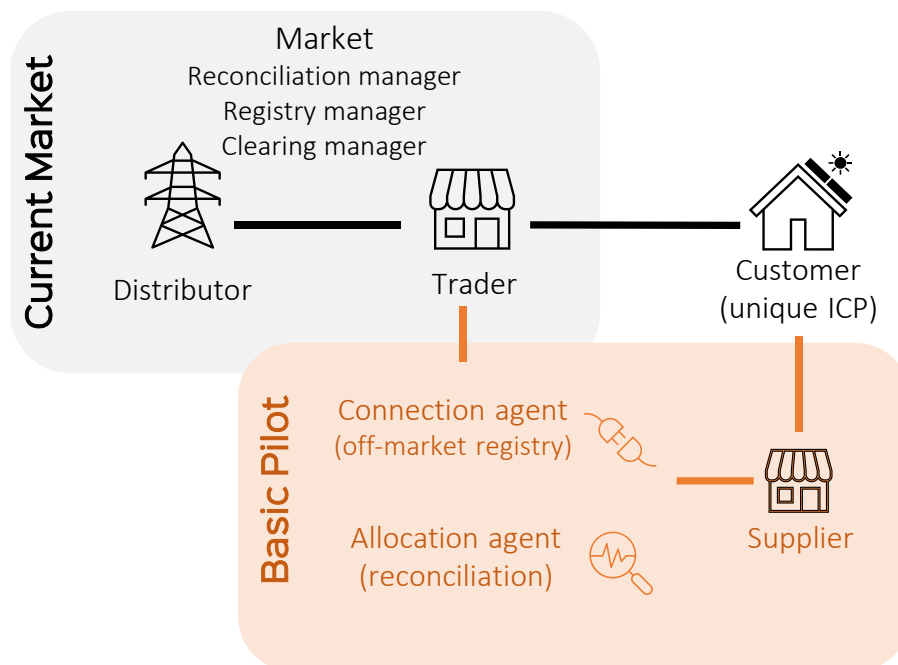 Current Market
Market
Reconciliation manager
Registry manager
Clearing manager
Distributor
Trader
Customer
(unique ICP)
Basic Pilot
Connection agent
(off-market registry)
Allocation agent
(reconciliation)
Supplier